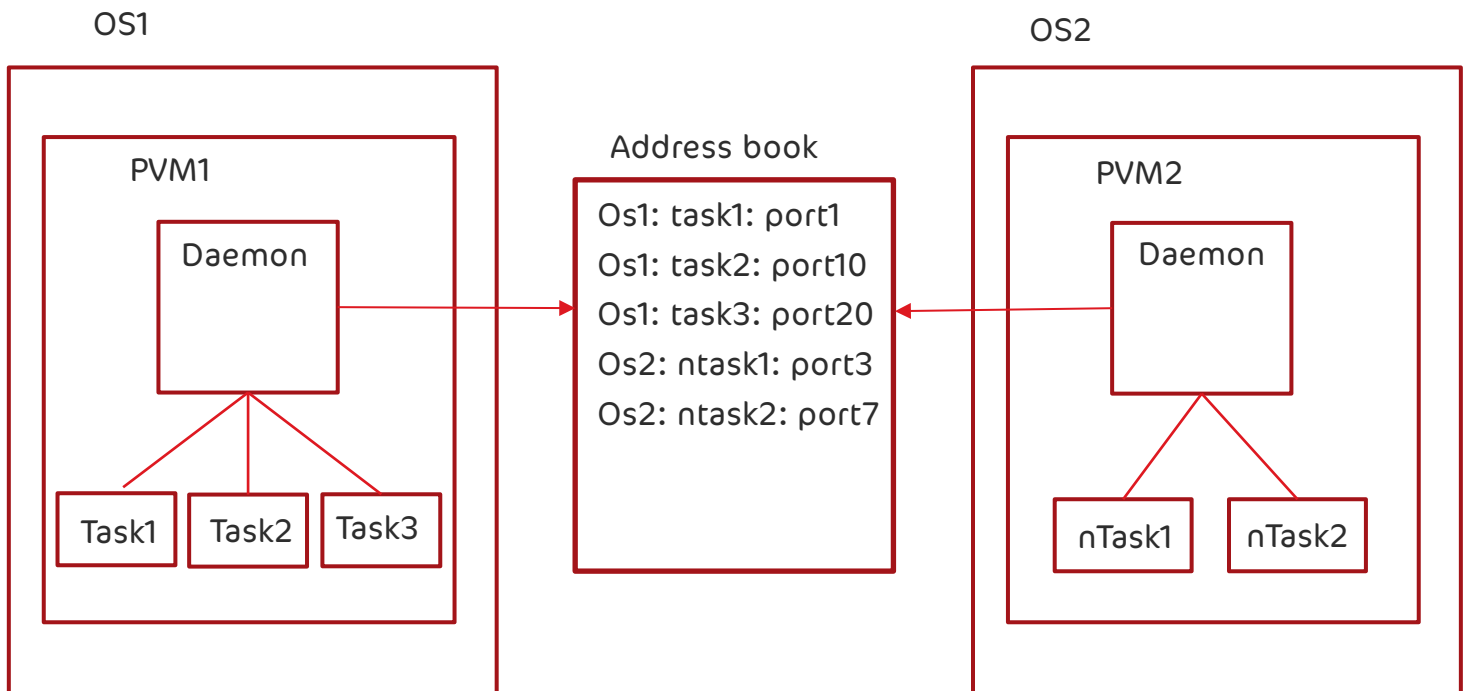 OS1
OS2
PVM1
Daemon
Task1
Task2
Task3
Address book
Os1: task1: port1
Os1: task2: port10
Os1: task3: port20
Os2: ntask1: port3
Os2: ntask2: port7
PVM2
Daemon
nTask1
nTask2